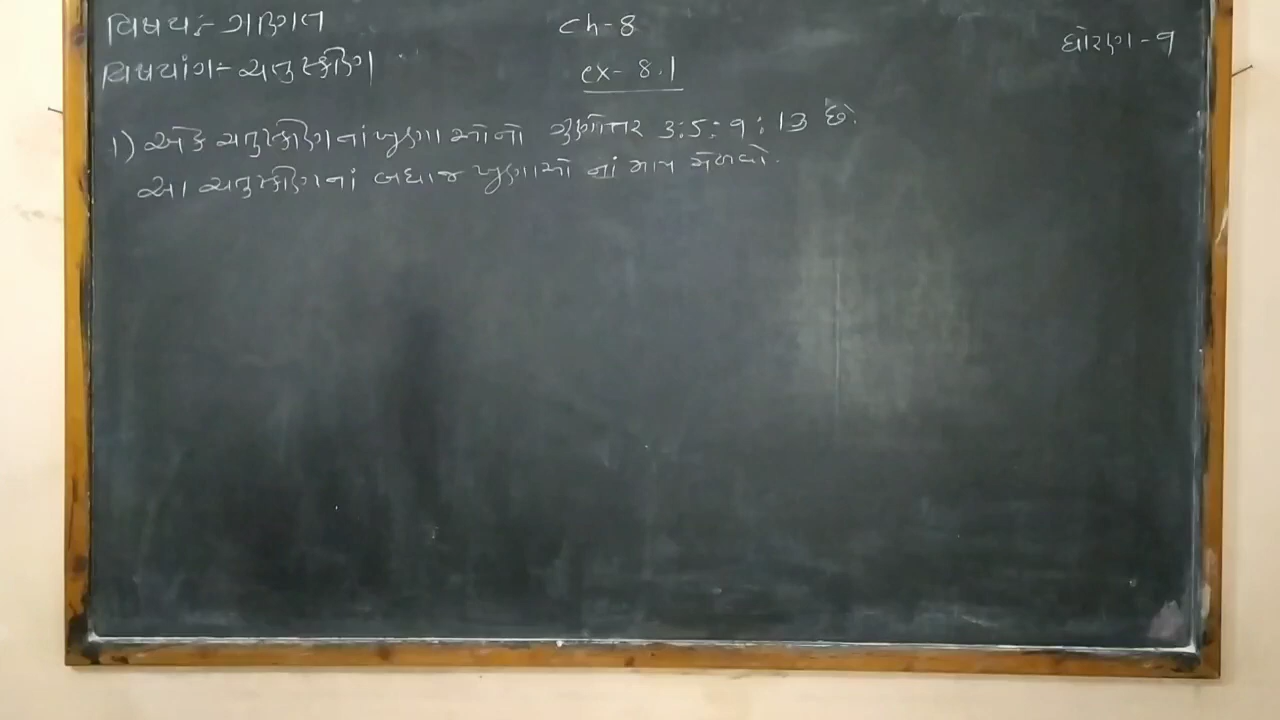 વિષય:- ગણિત
Ch-8
ધોરણ-9
વિષયાંગ:- ચતુષ્કોણ
ex- 8.1
1) એક ચતુષ્કોણનાં ખૂણાઓનો ગુણોત્તર 3:5:9:13 છે.
આ ચતુષ્કોણનાં બધાજ ખૂણાઓ નાં માપ મેળવો.